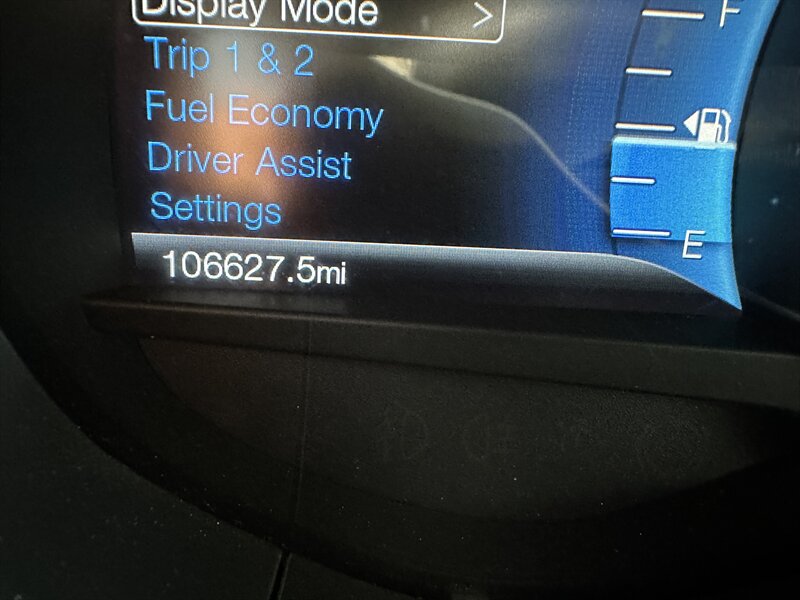 Display Mode >
Trip 1 & 2
Fuel Economy
Driver Assist
Settings
106627.5mi
F
E